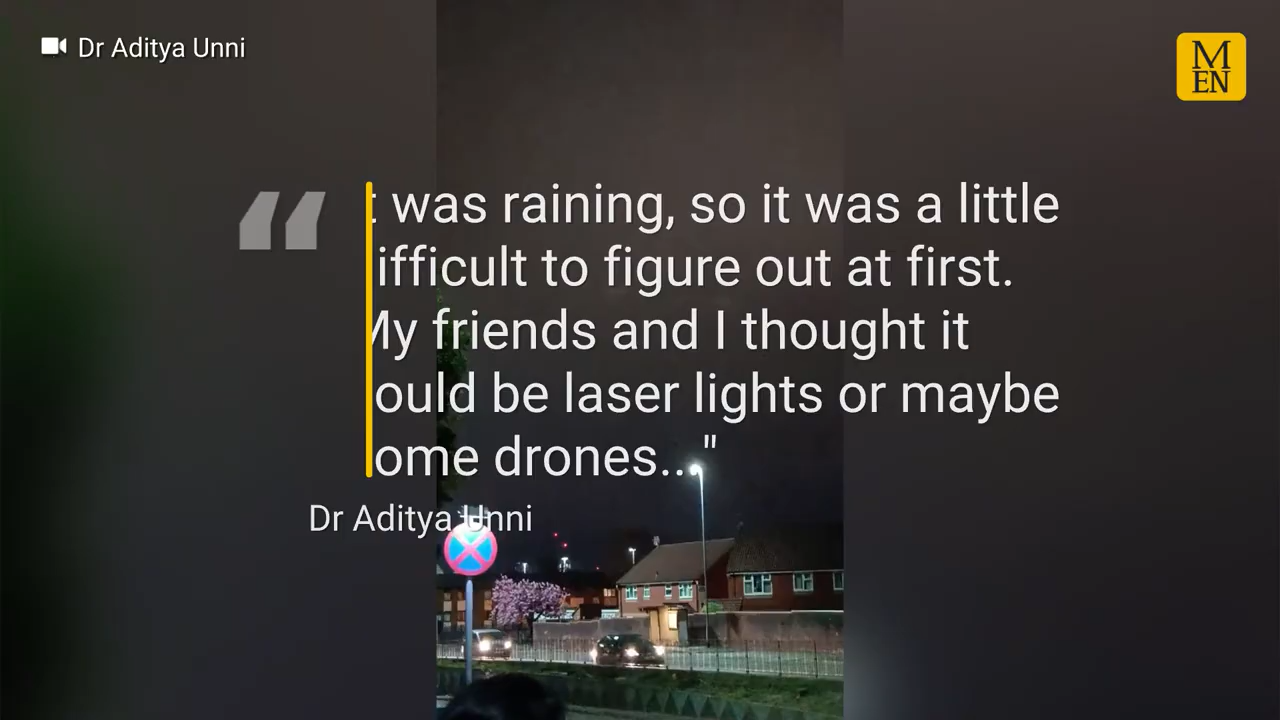 Dr Aditya Unni
M
EN
“
t was raining, so it was a little
ifficult to figure out at first.
My friends and I thought it
ould be laser lights or maybe
ome drones..."
Dr Aditya Unni